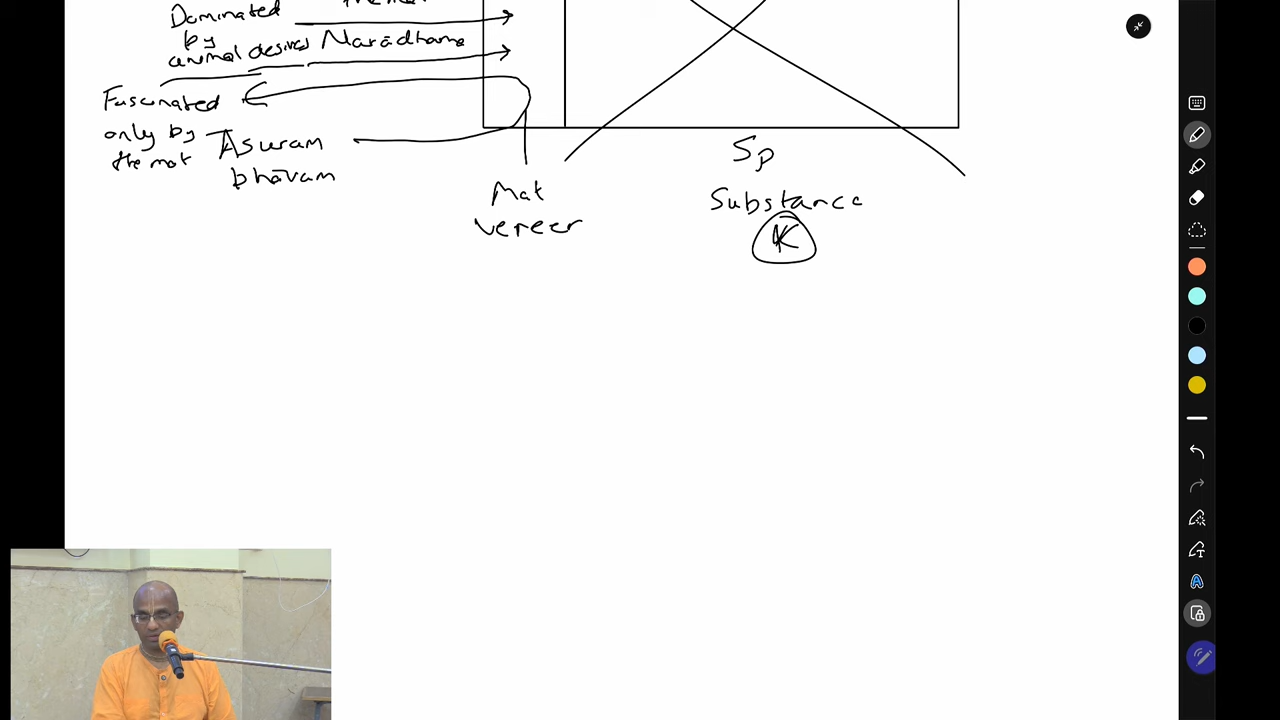 Dominated
by
animal desires Narādhama
Fascinated
only by
the mat
Asuram
bhāvam
Mat
veneer
Sp
Substance
K